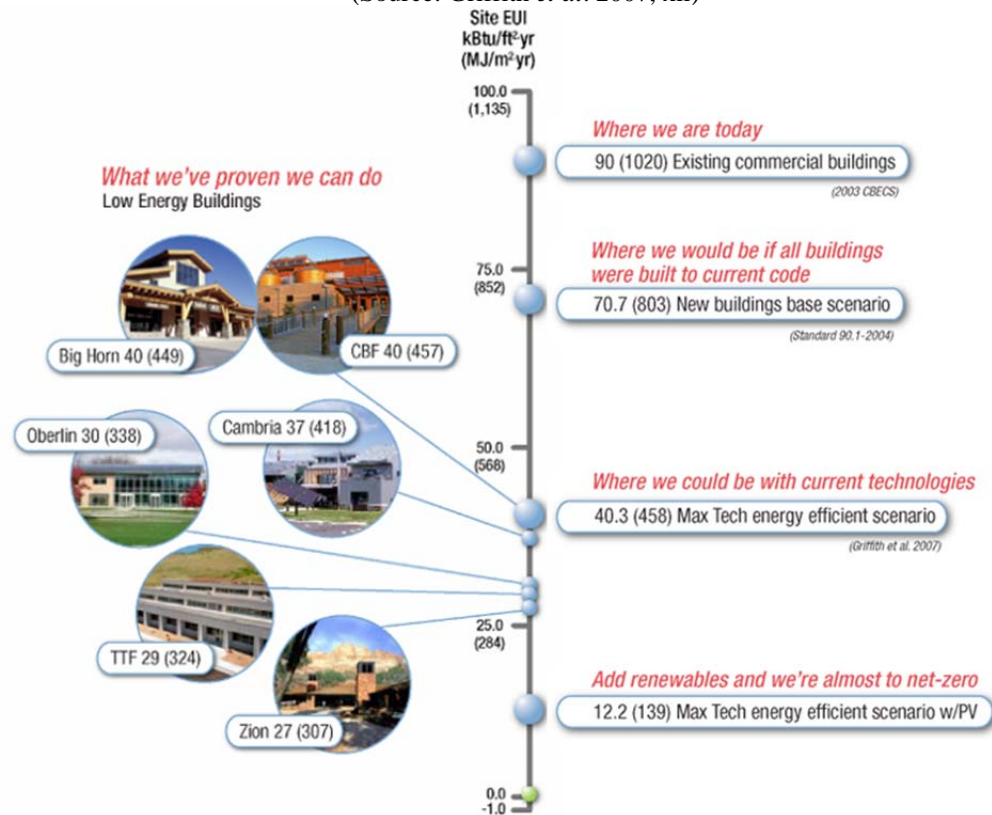 Site EUI
kBtu/ft²·yr
(MJ/m²·yr)
100.0
(1,135)
Where we are today
90 (1020) Existing commercial buildings
(2003 CBECS)
What we've proven we can do
Low Energy Buildings
Where we would be if all buildings
were built to current code
75.0
(852)
70.7 (803) New buildings base scenario
(Standard 90.1-2004)
Big Horn 40 (449)
CBF 40 (457)
Oberlin 30 (338)
Cambria 37 (418)
50.0
(568)
Where we could be with current technologies
40.3 (458) Max Tech energy efficient scenario
(Griffith et al. 2007)
25.0
(284)
TTF 29 (324)
Zion 27 (307)
Add renewables and we're almost to net-zero
12.2 (139) Max Tech energy efficient scenario w/PV
0.0
-1.0